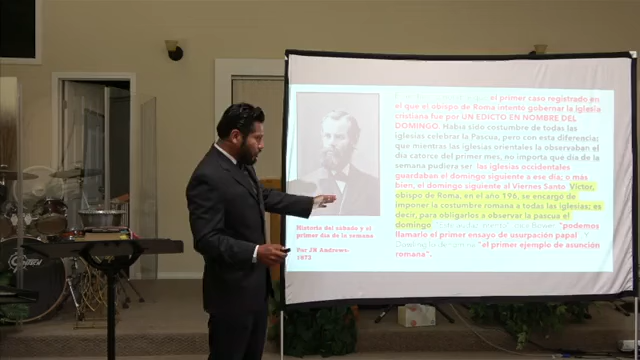 el primer caso registrado en
el que el obispo de Roma intentó gobernar la iglesia
cristiana fue por UN EDICTO EN NOMBRE DEL
DOMINGO. Había sido costumbre de todas las
iglesias celebrar la Pascua, pero con esta diferencia:
que mientras las iglesias orientales la observaban el
día catorce del primer mes, no importa qué día de la
semana pudiera ser las iglesias occidentales
guardaban el domingo siguiente a ese día; o más
bien, el domingo siguiente al Viernes Santo Víctor,
obispo de Roma, en el año 196, se encargó de
imponer la costumbre romana a todas las iglesias; es
decir, para obligarlos a observar la pascua el
domingo "podemos
llamarlo el primer ensayo de usurpación papal Y
"el primer ejemplo de asunción
romana".
Historia del sábado y el
primer día de la semana
Por JN Andrews-
1873